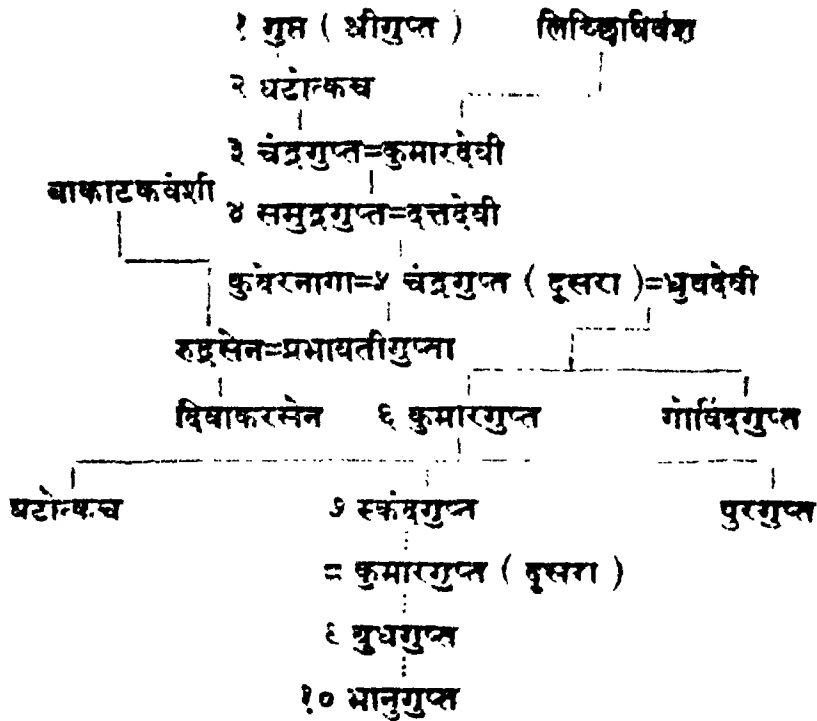 १ गुप्त ( श्रीगुप्त ) लिच्छिविवंश
२ घटोत्कच
३ चंद्रगुप्त=कुमारदेवी
वाकाटकवंशी
४ समुद्रगुप्त=दत्तदेवी
कुबेरनागा=५ चंद्रगुप्त ( दूसरा )=ध्रुवदेवी
रुद्रसेन=प्रभावतीगुप्ता
दिवाकरसेन ६ कुमारगुप्त गोविंदगुप्त
घटोत्कच ७ स्कंदगुप्त पुरगुप्त
८ कुमारगुप्त ( दूसरा )
९ बुधगुप्त
१० भानुगुप्त